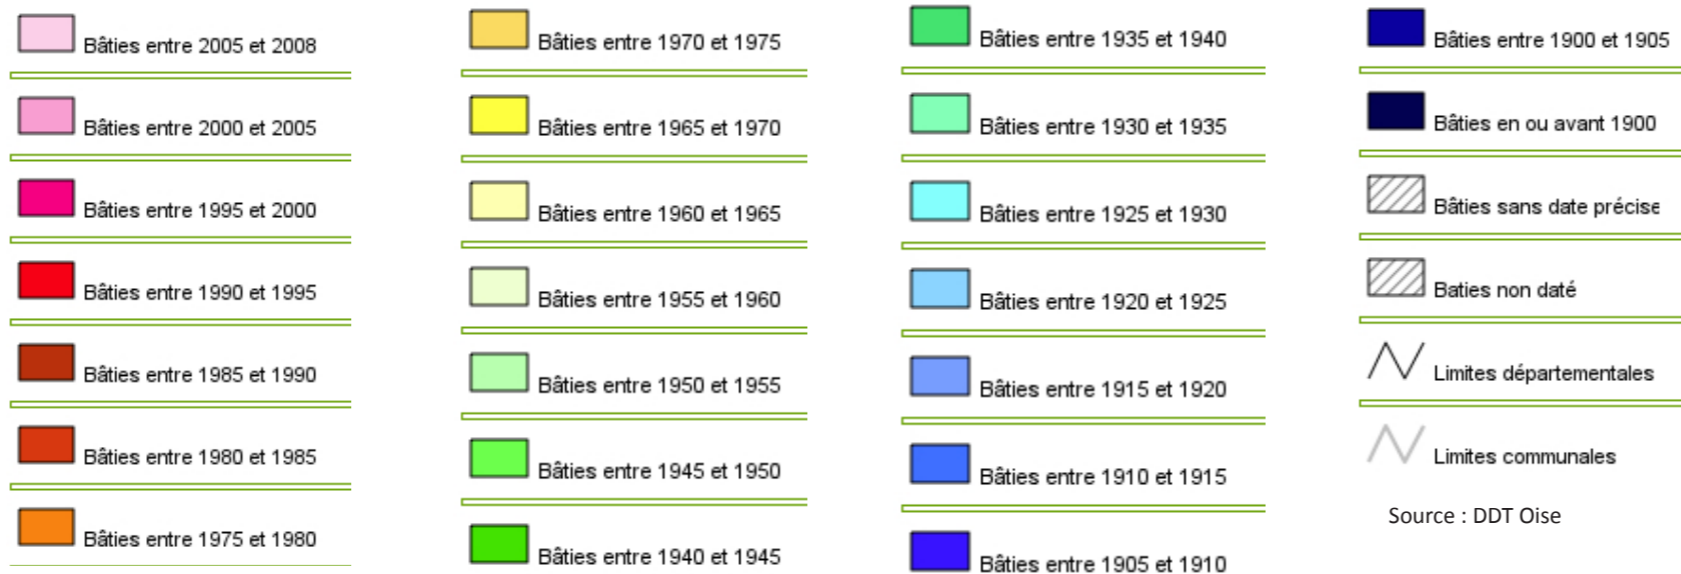 Bâties entre 2005 et 2008
Bâties entre 2000 et 2005
Bâties entre 1995 et 2000
Bâties entre 1990 et 1995
Bâties entre 1985 et 1990
Bâties entre 1980 et 1985
Bâties entre 1975 et 1980
Bâties entre 1970 et 1975
Bâties entre 1965 et 1970
Bâties entre 1960 et 1965
Bâties entre 1955 et 1960
Bâties entre 1950 et 1955
Bâties entre 1945 et 1950
Bâties entre 1940 et 1945
Bâties entre 1935 et 1940
Bâties entre 1930 et 1935
Bâties entre 1925 et 1930
Bâties entre 1920 et 1925
Bâties entre 1915 et 1920
Bâties entre 1910 et 1915
Bâties entre 1905 et 1910
Bâties entre 1900 et 1905
Bâties en ou avant 1900
Bâties sans date précise
Baties non daté
Limites départementales
Limites communales
Source : DDT Oise